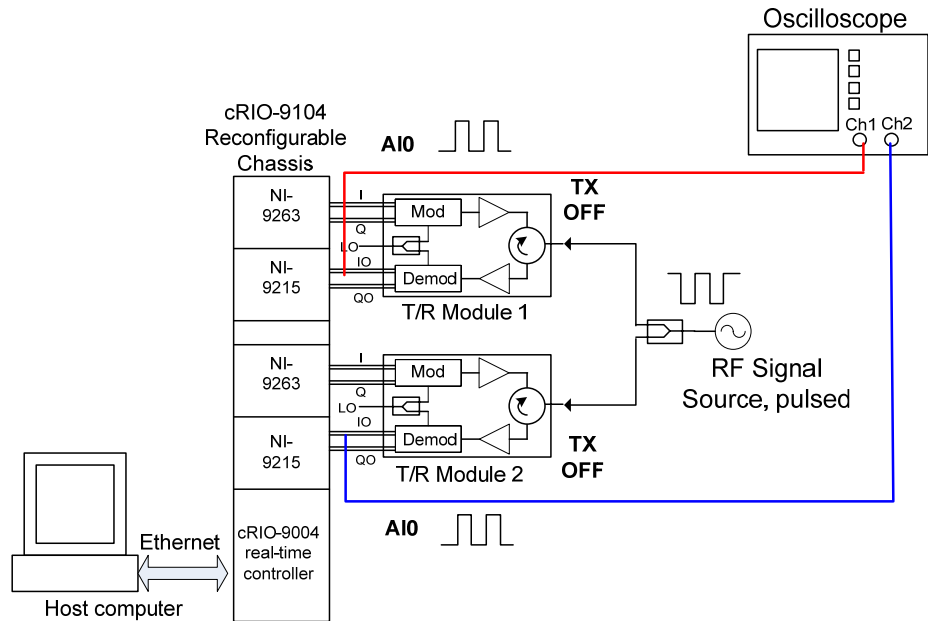 Oscilloscope
Ch1 Ch2
cRIO-9104
Reconfigurable
Chassis
AI0
NI-
9263
I
Q
LO
IO
QO
Mod
Demod
TX
OFF
NI-
9215
T/R Module 1
RF Signal
Source, pulsed
NI-
9263
I
Q
LO
IO
QO
Mod
Demod
NI-
9215
T/R Module 2
TX
OFF
AI0
cRIO-9004
real-time
controller
Ethernet
Host computer